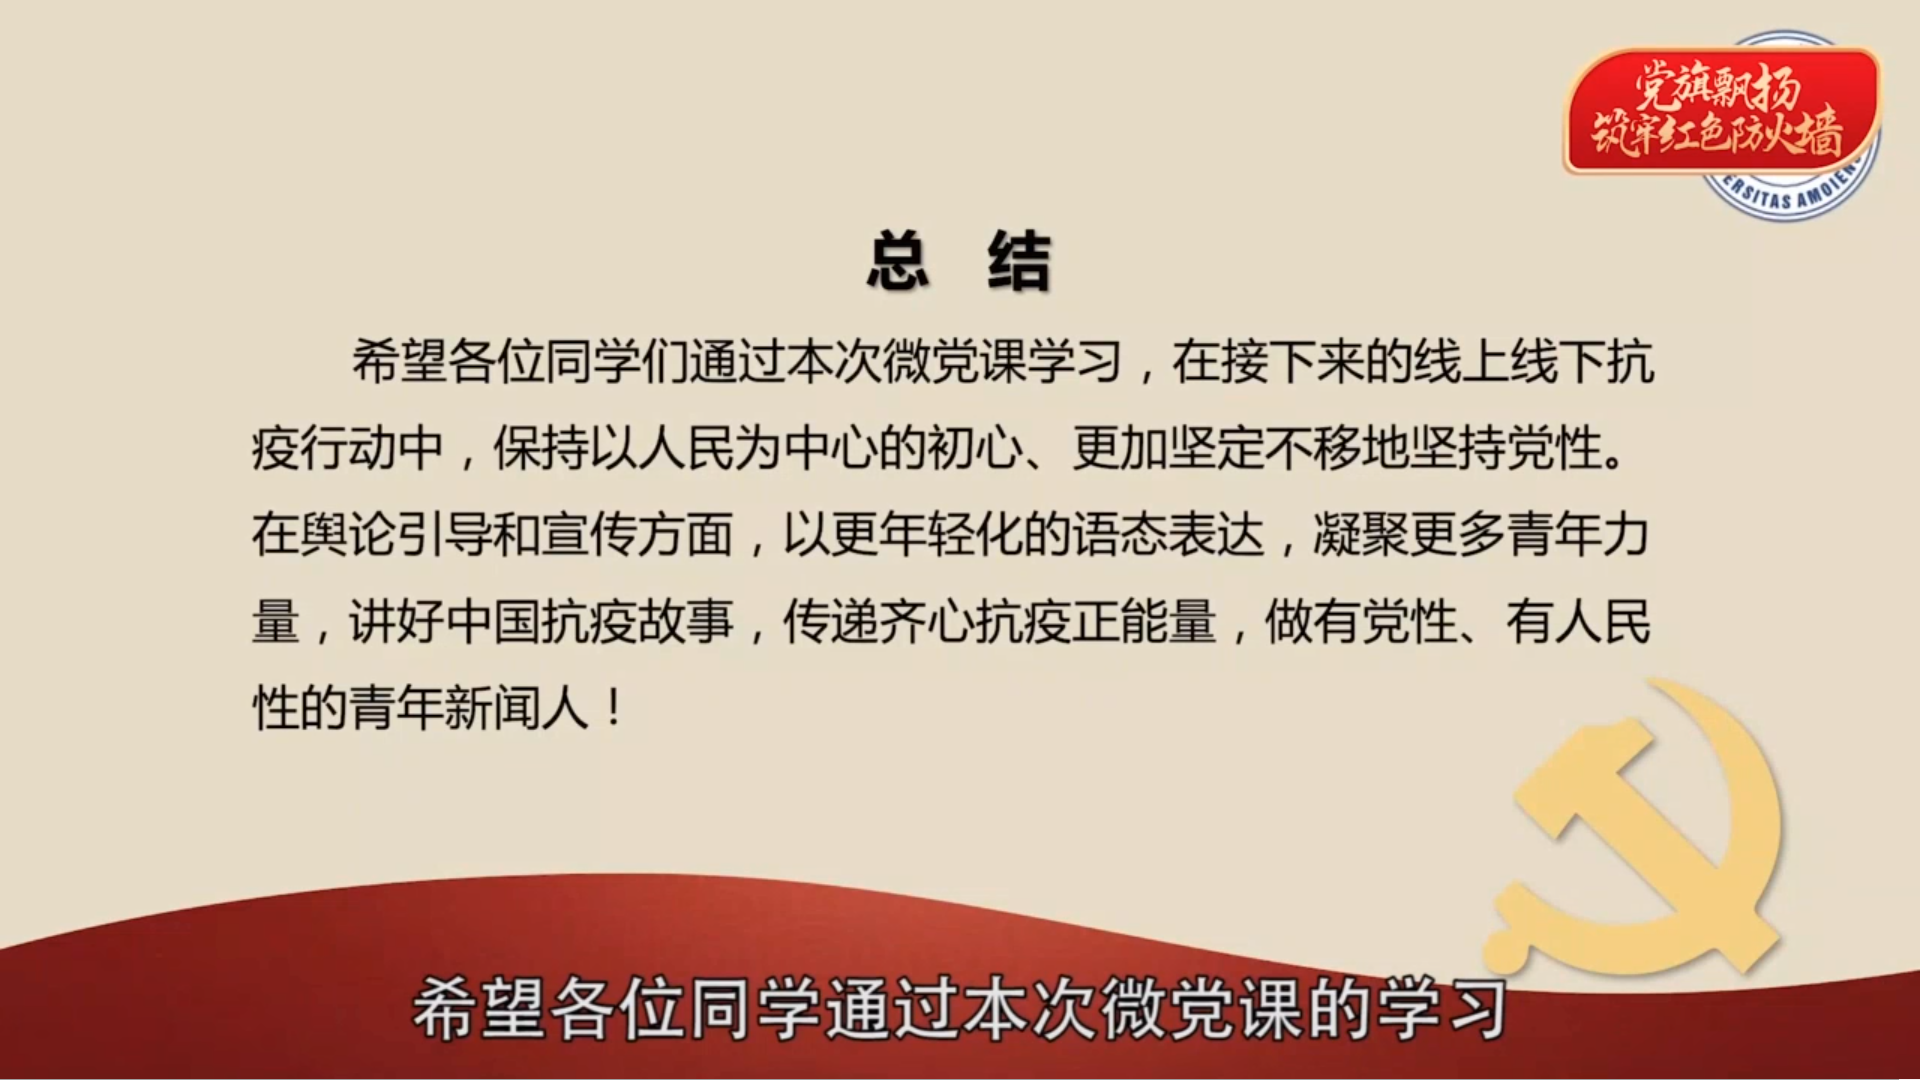 党旗飘扬
筑牢红色防火墙
ERSITAS AMOIEN
总 结
希望各位同学们通过本次微党课学习，在接下来的线上线下抗
疫行动中，保持以人民为中心的初心、更加坚定不移地坚持党性。
在舆论引导和宣传方面，以更年轻化的语态表达，凝聚更多青年力
量，讲好中国抗疫故事，传递齐心抗疫正能量，做有党性、有人民
性的青年新闻人！
希望各位同学通过本次微党课的学习